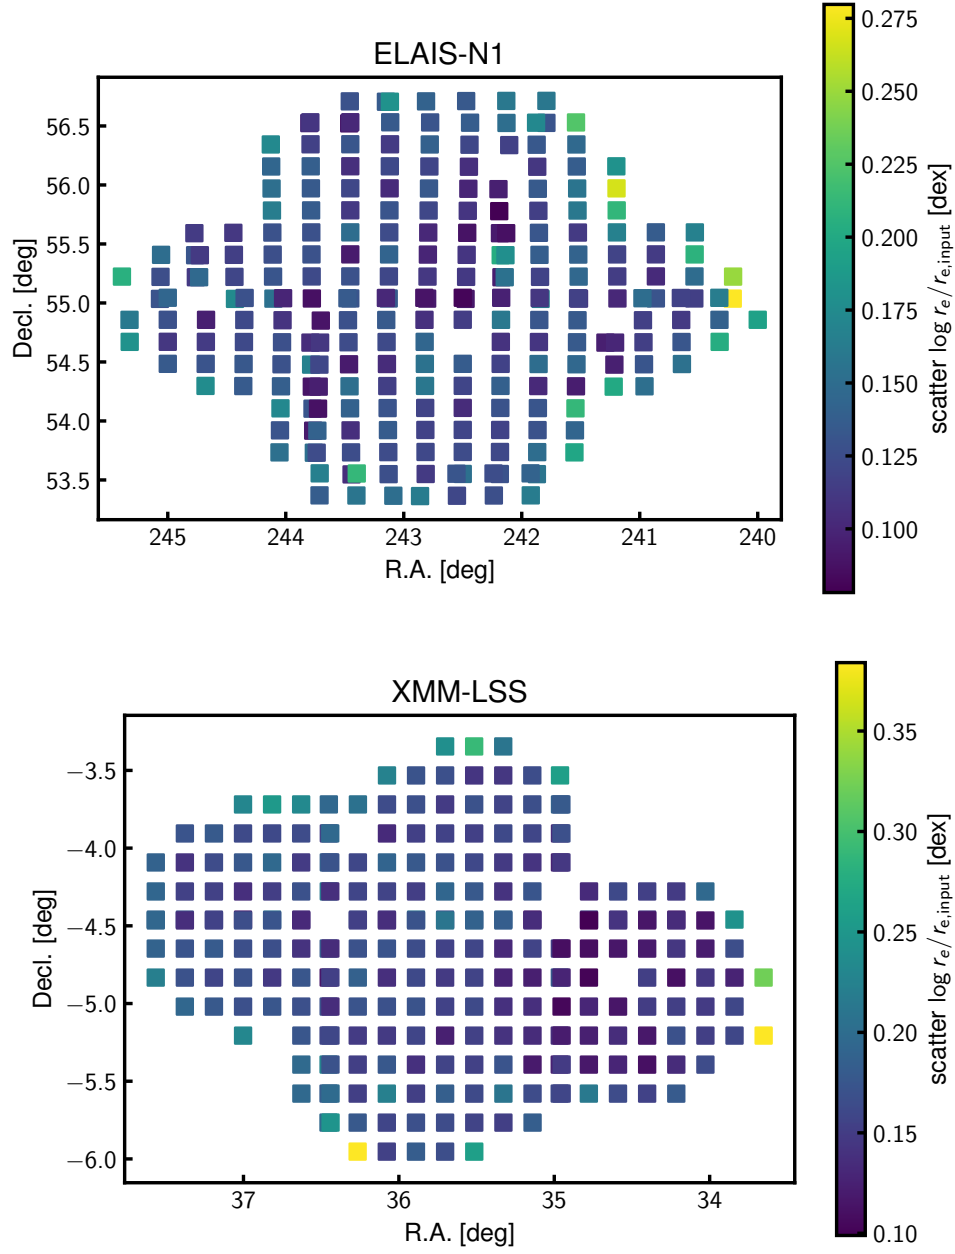 ELAIS-N1
56.5
56.0
55.5
55.0
54.5
54.0
53.5
Decl. [deg]
245 244 243 242 241 240
R.A. [deg]
0.275
0.250
0.225
0.200
0.175
0.150
0.125
0.100
scatter log r_e/r_e,input [dex]
XMM-LSS
−3.5
−4.0
−4.5
−5.0
−5.5
−6.0
Decl. [deg]
37 36 35 34
R.A. [deg]
0.35
0.30
0.25
0.20
0.15
0.10
scatter log r_e/r_e,input [dex]